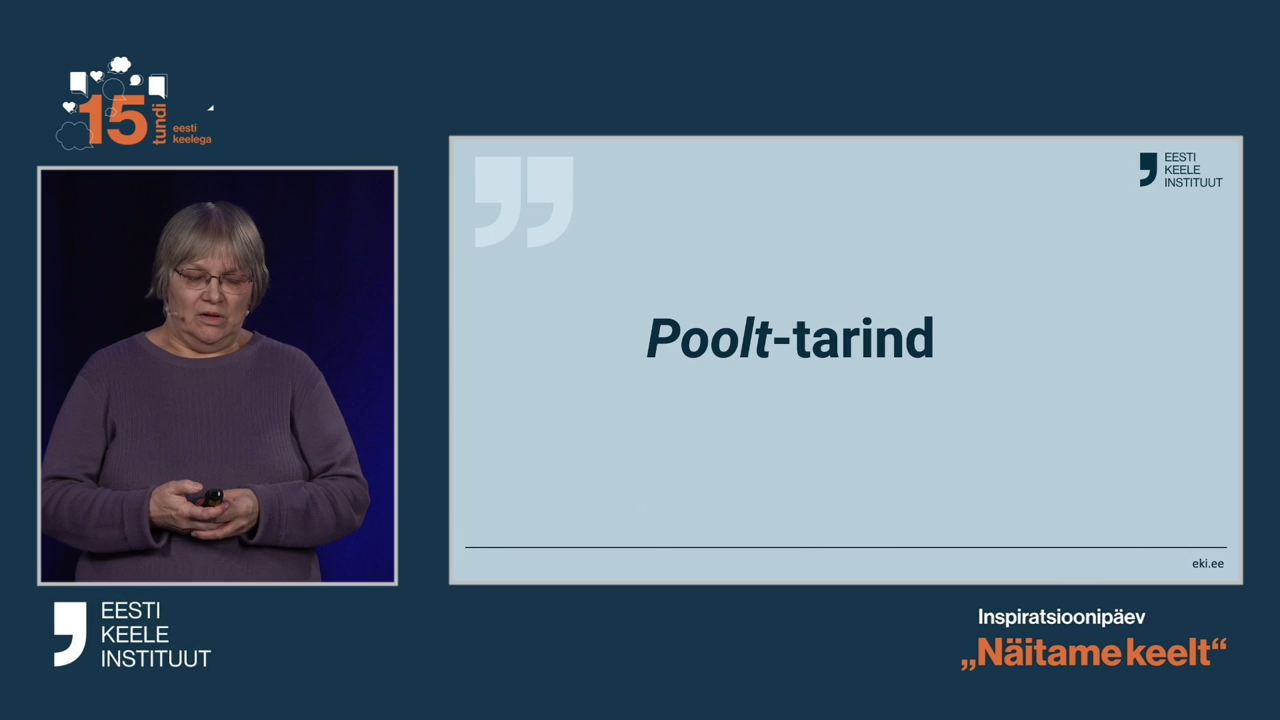 15
tundi
eesti
keelega
EESTI
KEELE
INSTITUUT
Poolt-tarind
eki.ee
EESTI
KEELE
INSTITUUT
Inspiratsioonipäev
„Näitame keelt“